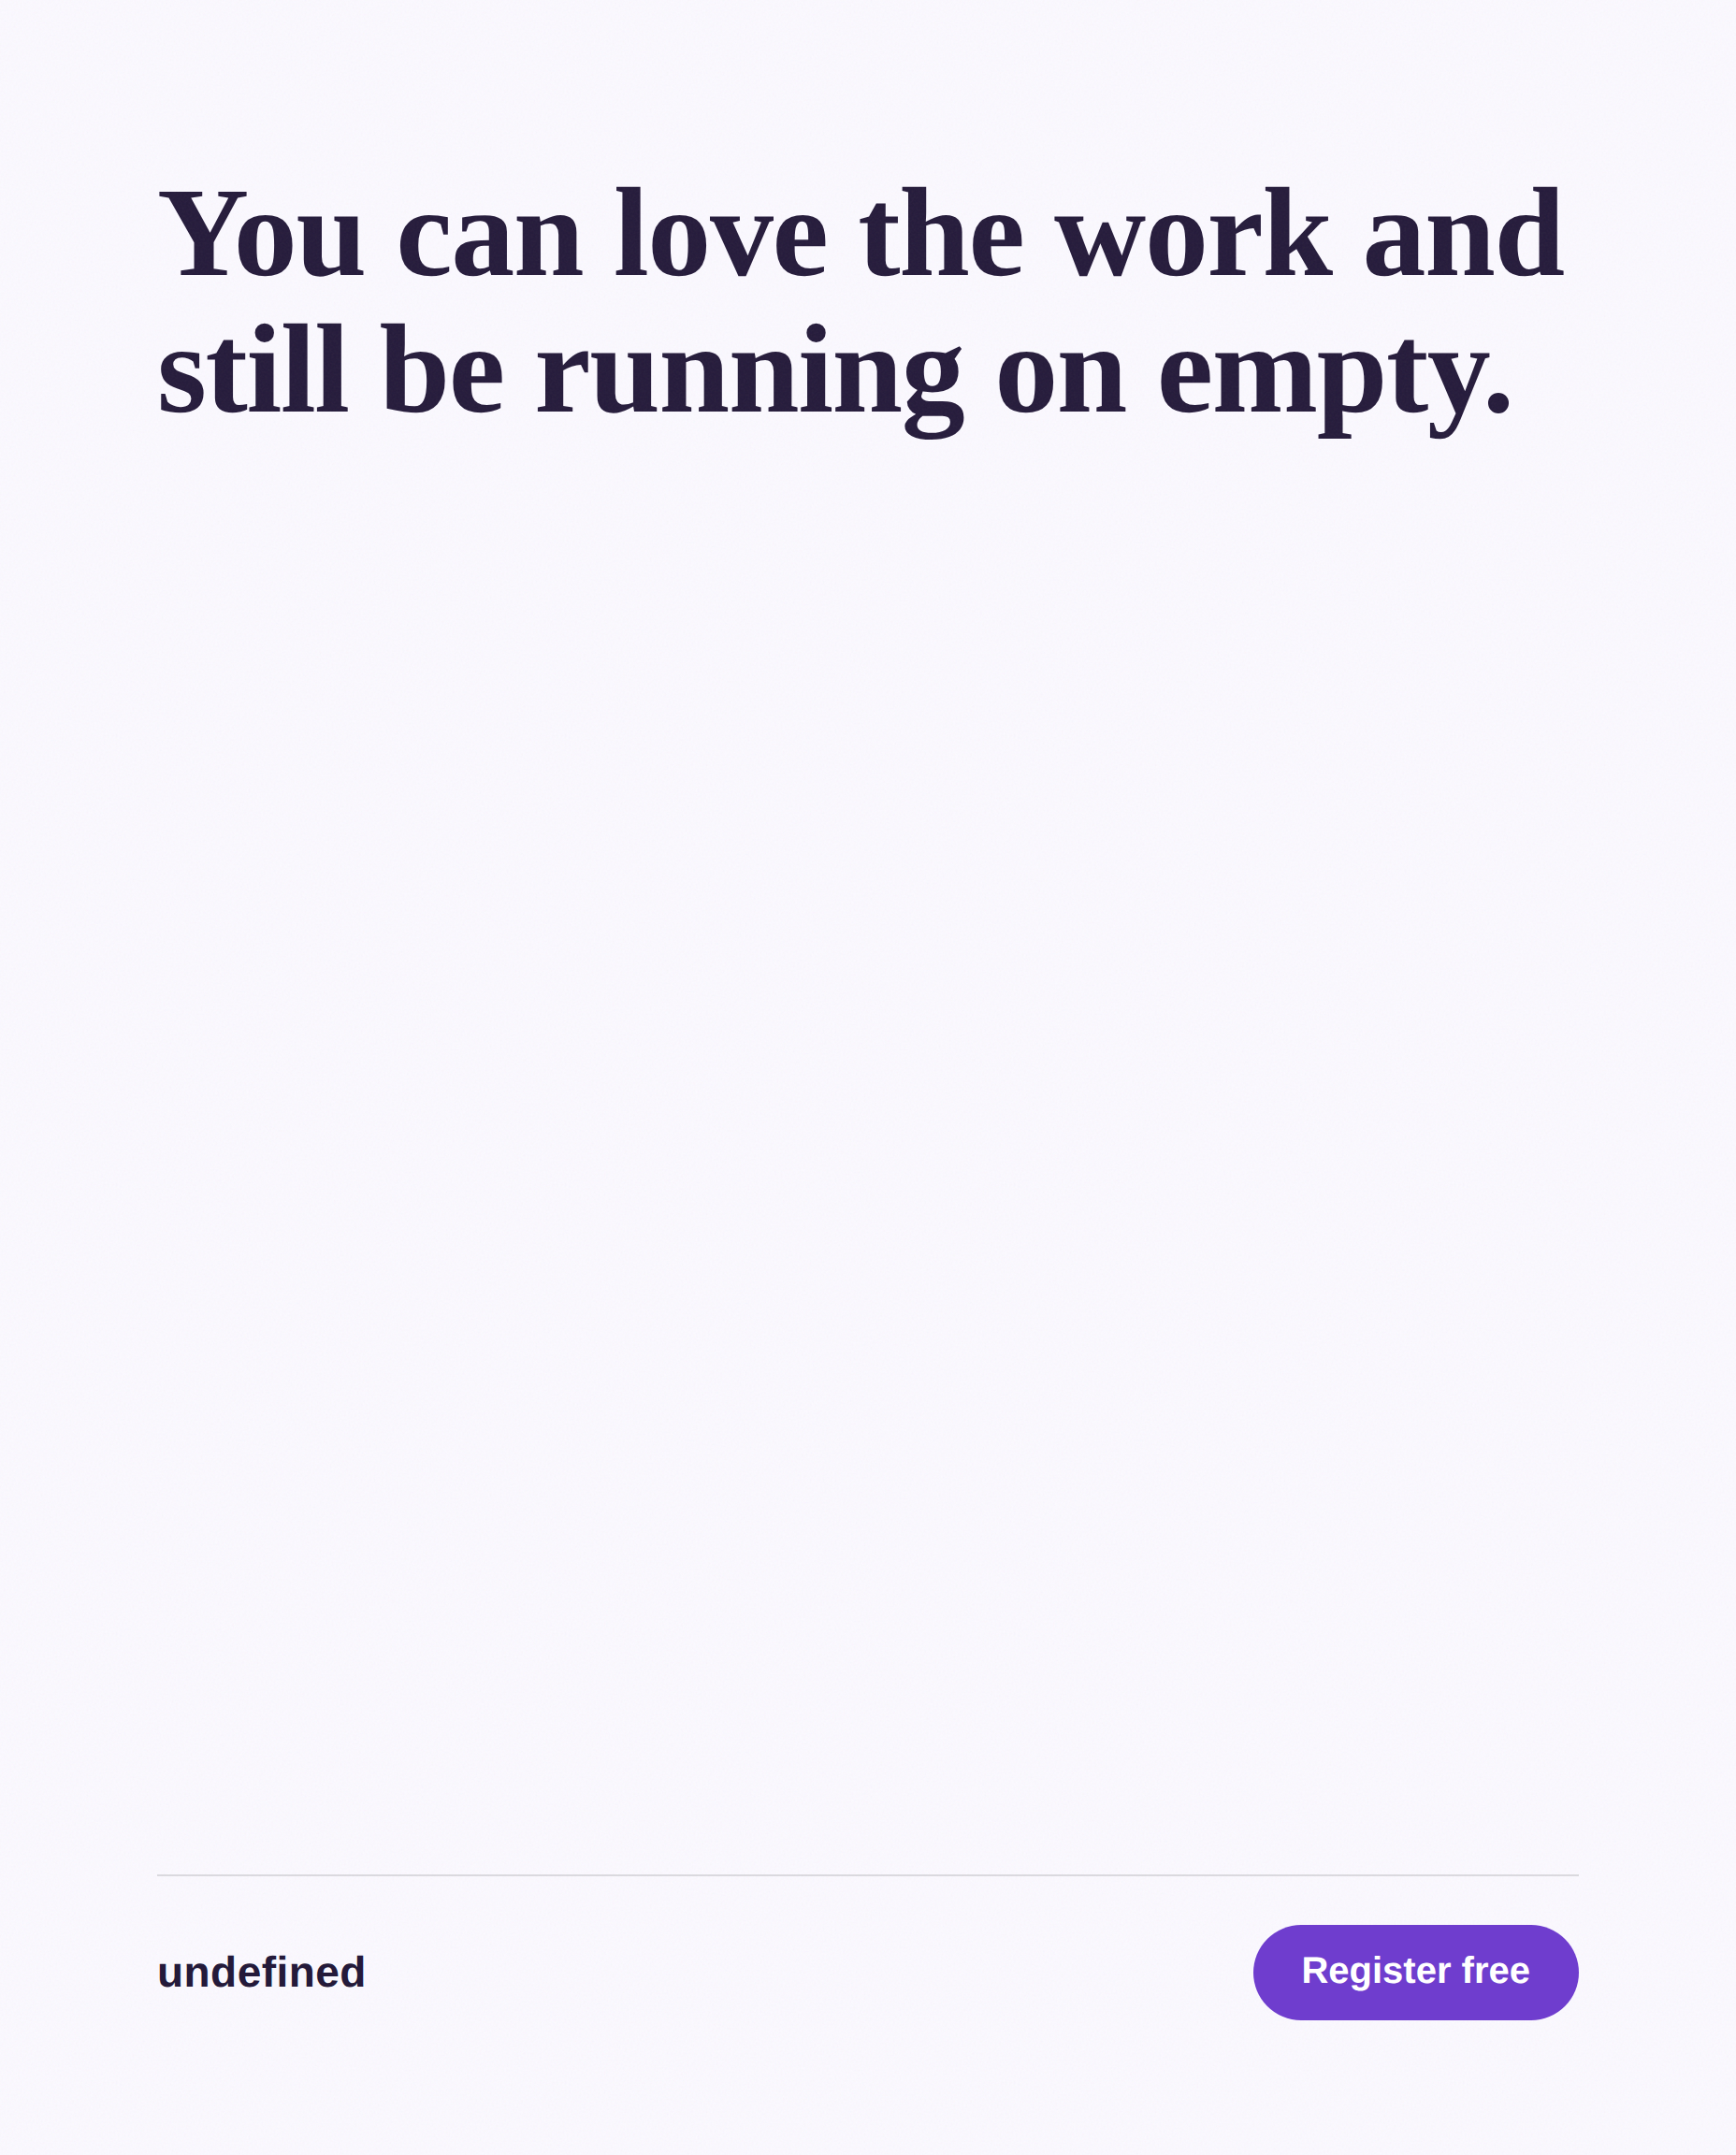 You can love the work and
still be running on empty.
undefined
Register free